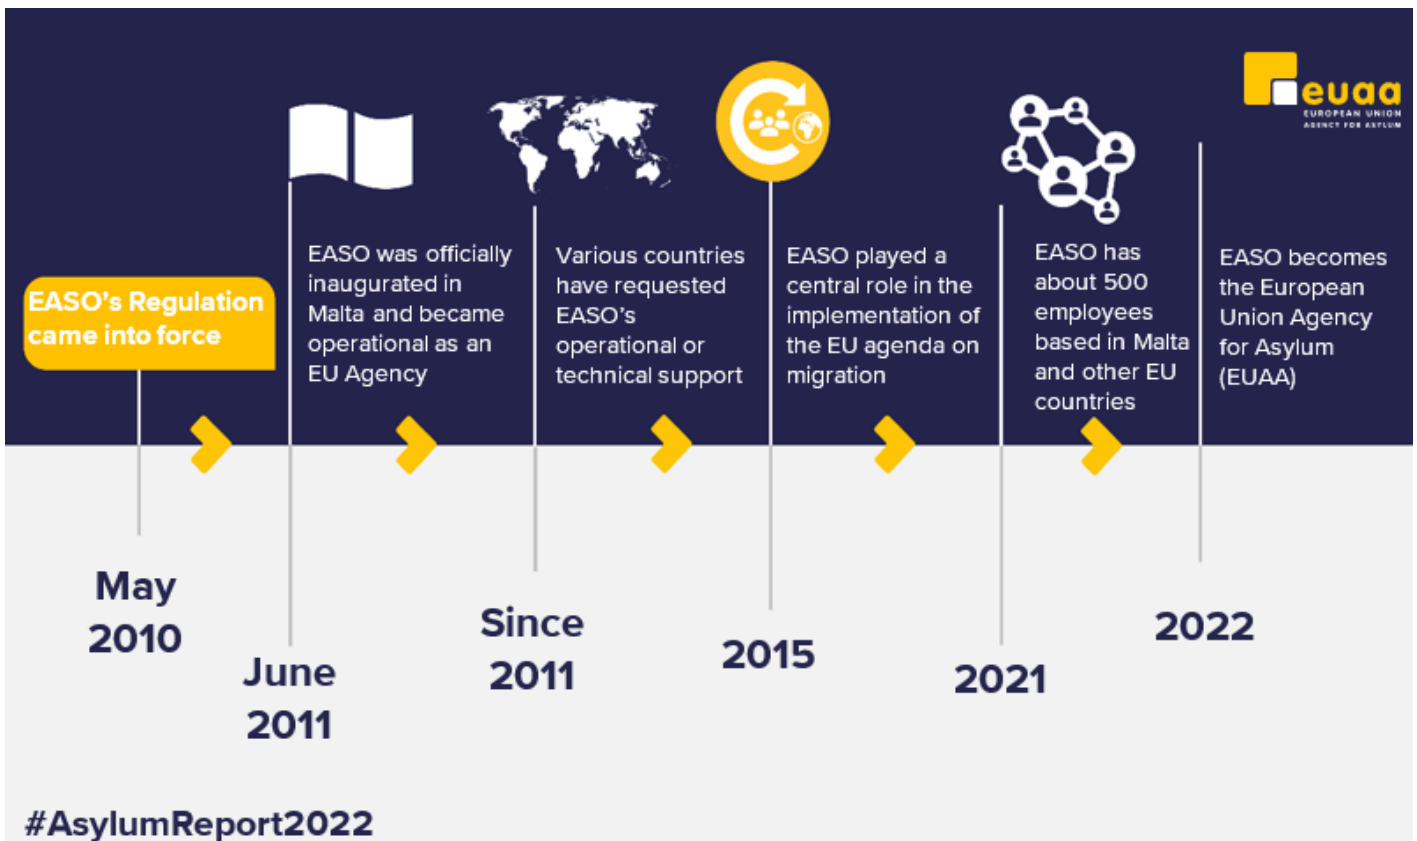 euaa
EUROPEAN UNION
AGENCY FOR ASYLUM
EASO's Regulation
came into force
May
2010
EASO was officially
inaugurated in
Malta and became
operational as an
EU Agency
June
2011
Various countries
have requested
EASO's
operational or
technical support
Since
2011
EASO played a
central role in the
implementation of
the EU agenda on
migration
2015
EASO has
about 500
employees
based in Malta
and other EU
countries
2021
EASO becomes
the European
Union Agency
for Asylum
(EUAA)
2022
#AsylumReport2022